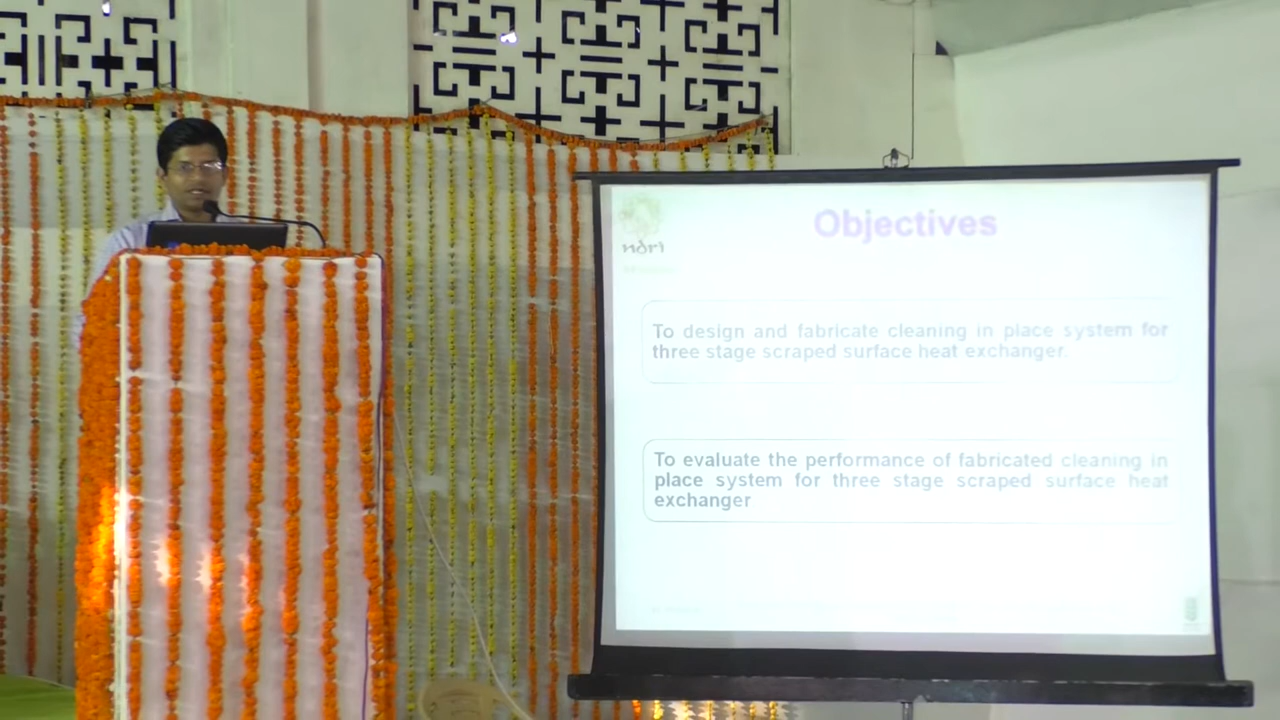 ndri
Objectives
To design and fabricate cleaning in place system for
three stage scraped surface heat exchanger.
To evaluate the performance of fabricated cleaning in
place system for three stage scraped surface heat
exchanger